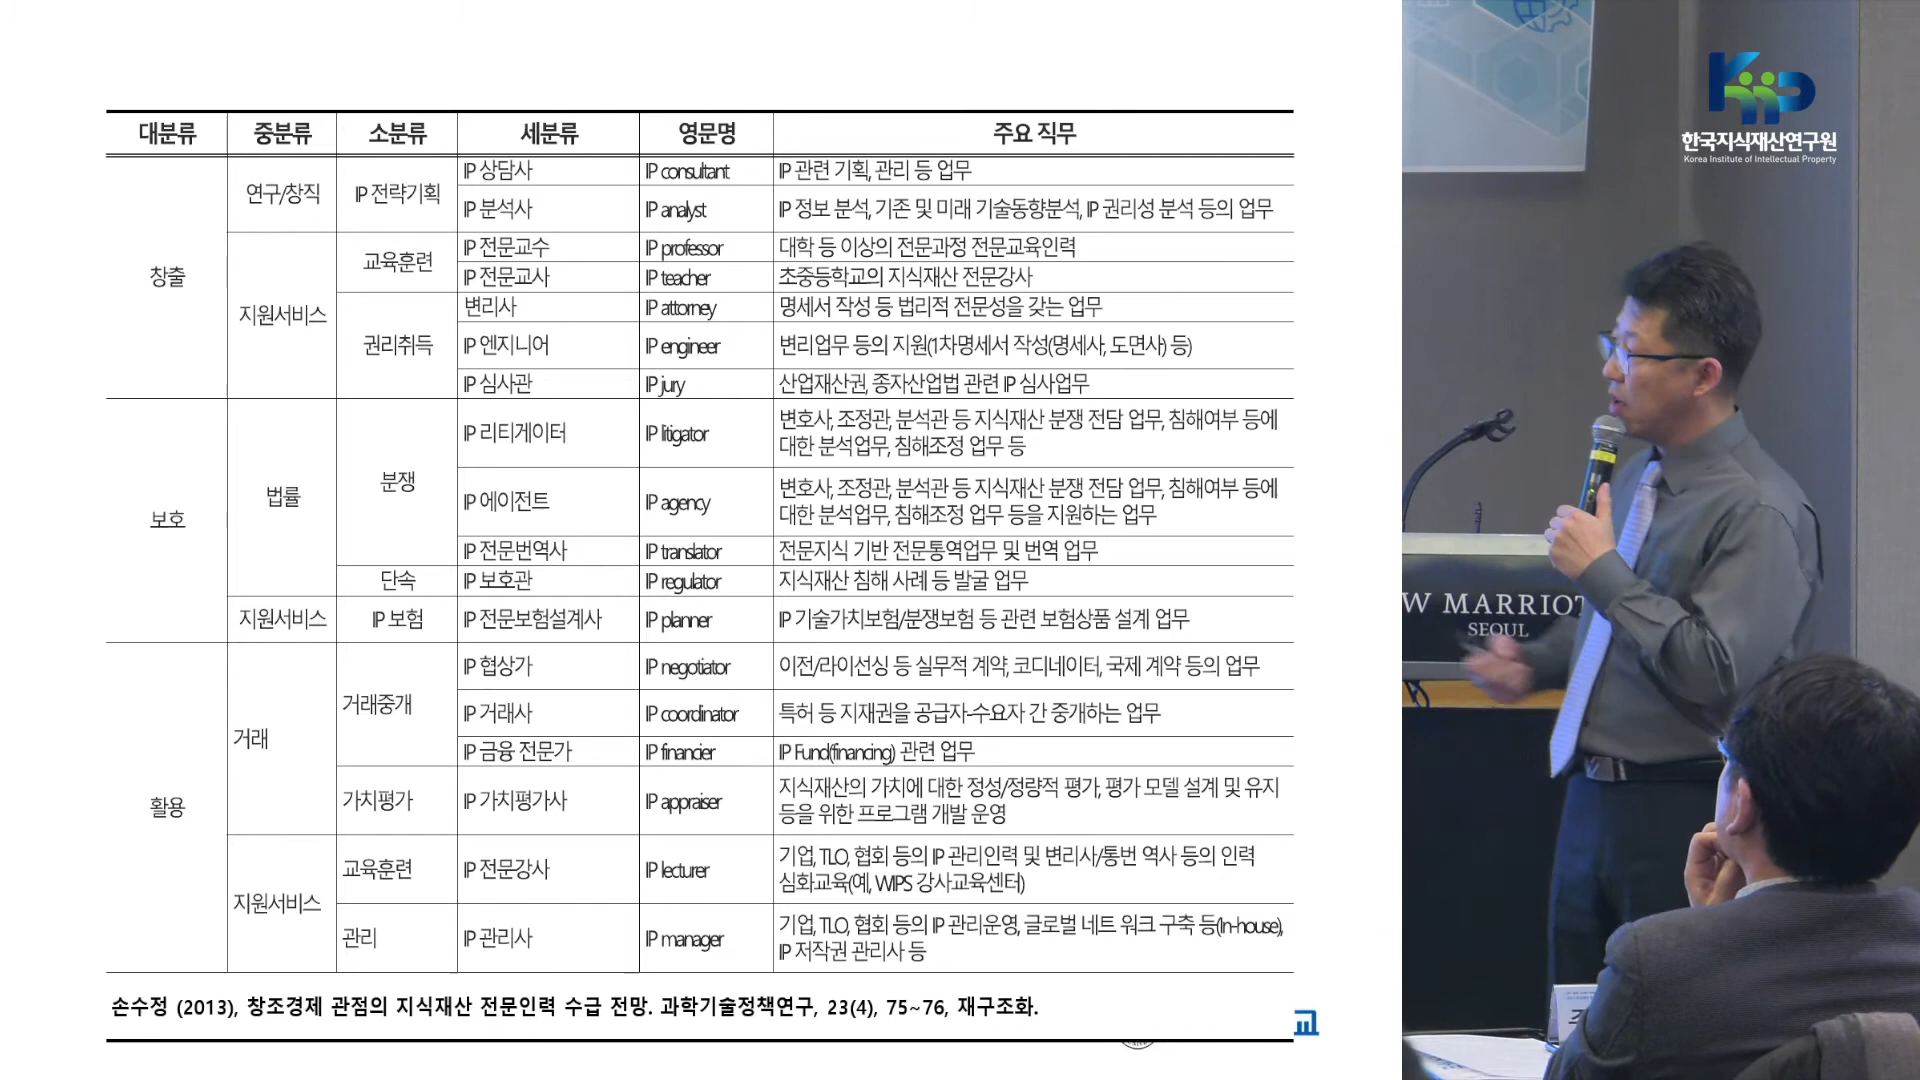 대분류 중분류 소분류 세분류 영문명 주요 직무
창출 연구/창직 IP 전략기획 IP 상담사 IP consultant IP 관련 기획, 관리 등 업무
IP 분석사 IP analyst IP 정보 분석, 기존 및 미래 기술동향분석, IP 권리성 분석 등의 업무
지원서비스 교육훈련 IP 전문교수 IP professor 대학 등 이상의 전문과정 전문교육인력
IP 전문교사 IP teacher 초중등학교의 지식재산 전문강사
권리취득 변리사 IP attorney 명세서 작성 등 법리적 전문성을 갖는 업무
IP 엔지니어 IP engineer 변리업무 등의 지원(1차명세서 작성(명세사, 도면사) 등)
IP 심사관 IP jury 산업재산권, 종자산업법 관련 IP 심사업무
보호 법률 분쟁 IP 리티게이터 IP litigator 변호사, 조정관, 분석관 등 지식재산 분쟁 전담 업무, 침해여부 등에
대한 분석업무, 침해조정 업무 등
IP 에이전트 IP agency 변호사, 조정관, 분석관 등 지식재산 분쟁 전담 업무, 침해여부 등에
대한 분석업무, 침해조정 업무 등을 지원하는 업무
IP 전문번역사 IP translator 전문지식 기반 전문통역업무 및 번역 업무
단속 IP 보호관 IP regulator 지식재산 침해 사례 등 발굴 업무
지원서비스 IP 보험 IP 전문보험설계사 IP planner IP 기술가치보험/분쟁보험 등 관련 보험상품 설계 업무
활용 거래 거래중개 IP 협상가 IP negotiator 이전/라이선싱 등 실무적 계약, 코디네이터, 국제 계약 등의 업무
IP 거래사 IP coordinator 특허 등 지재권을 공급자-수요자 간 중개하는 업무
IP 금융 전문가 IP financier IP Fund(financing) 관련 업무
가치평가 IP 가치평가사 IP appraiser 지식재산의 가치에 대한 정성/정량적 평가, 평가 모델 설계 및 유지
등을 위한 프로그램 개발 운영
지원서비스 교육훈련 IP 전문강사 IP lecturer 기업, TLO, 협회 등의 IP 관리인력 및 변리사/통번 역사 등의 인력
심화교육(예, WIPS 강사교육센터)
관리 IP 관리사 IP manager 기업, TLO, 협회 등의 IP 관리운영, 글로벌 네트 워크 구축 등(In-house),
IP 저작권 관리사 등
손수정 (2013), 창조경제 관점의 지식재산 전문인력 수급 전망. 과학기술정책연구, 23(4), 75~76, 재구조화.
교
KIIP
한국지식재산연구원
Korea Institute of Intellectual Property
W MARRIOT
SEOUL